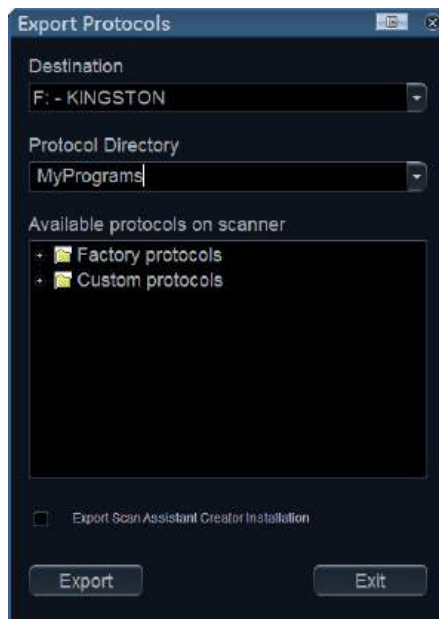 Export Protocols
Destination
F: - KINGSTON
Protocol Directory
MyPrograms
Available protocols on scanner
Factory protocols
Custom protocols
Export Scan Assistant Creator Installation
Export Exit